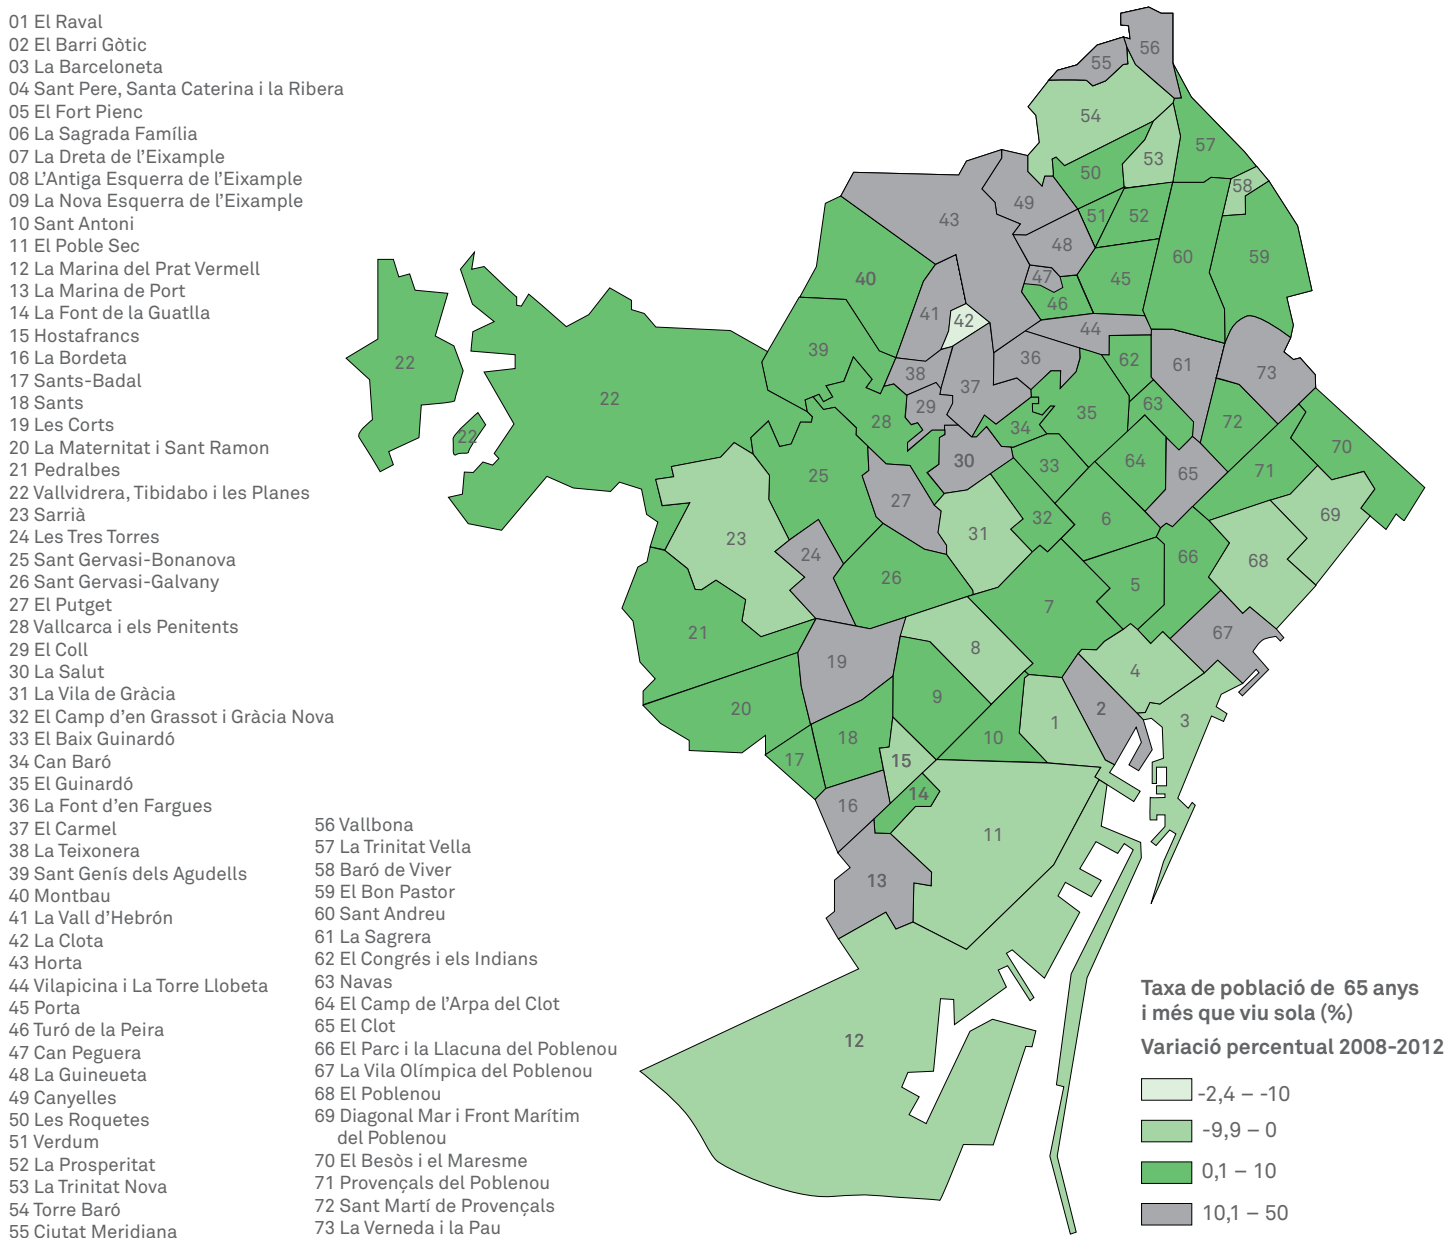 01 El Raval
02 El Barri Gòtic
03 La Barceloneta
04 Sant Pere, Santa Caterina i la Ribera
05 El Fort Pienc
06 La Sagrada Família
07 La Dreta de l'Eixample
08 L'Antiga Esquerra de l'Eixample
09 La Nova Esquerra de l'Eixample
10 Sant Antoni
11 El Poble Sec
12 La Marina del Prat Vermell
13 La Marina de Port
14 La Font de la Guatlla
15 Hostafrancs
16 La Bordeta
17 Sants-Badal
18 Sants
19 Les Corts
20 La Maternitat i Sant Ramon
21 Pedralbes
22 Vallvidrera, Tibidabo i les Planes
23 Sarrià
24 Les Tres Torres
25 Sant Gervasi-Bonanova
26 Sant Gervasi-Galvany
27 El Putget
28 Vallcarca i els Penitents
29 El Coll
30 La Salut
31 La Vila de Gràcia
32 El Camp d'en Grassot i Gràcia Nova
33 El Baix Guinardó
34 Can Baró
35 El Guinardó
36 La Font d'en Fargues
37 El Carmel
38 La Teixonera
39 Sant Genís dels Agudells
40 Montbau
41 La Vall d'Hebrón
42 La Clota
43 Horta
44 Vilapicina i La Torre Llobeta
45 Porta
46 Turó de la Peira
47 Can Peguera
48 La Guineueta
49 Canyelles
50 Les Roquetes
51 Verdum
52 La Prosperitat
53 La Trinitat Nova
54 Torre Baró
55 Ciutat Meridiana
56 Vallbona
57 La Trinitat Vella
58 Baró de Viver
59 El Bon Pastor
60 Sant Andreu
61 La Sagrera
62 El Congrés i els Indians
63 Navas
64 El Camp de l'Arpa del Clot
65 El Clot
66 El Parc i la Llacuna del Poblenou
67 La Vila Olímpica del Poblenou
68 El Poblenou
69 Diagonal Mar i Front Marítim
del Poblenou
70 El Besòs i el Maresme
71 Provençals del Poblenou
72 Sant Martí de Provençals
73 La Verneda i la Pau
56
55
54
57
53
50
58
49
43
51
52
48
60
59
47
45
40
46
41
42
44
39
36
62
61
73
38
37
22
22
29
35
63
28
34
72
22
30
33
64
65
71
70
25
27
32
6
69
31
23
24
66
68
26
5
7
21
67
8
19
4
9
20
1
2
3
18
10
17
15
14
16
11
13
12
Taxa de població de 65 anys
i més que viu sola (%)
Variació percentual 2008-2012
-2,4 – -10
-9,9 – 0
0,1 – 10
10,1 – 50